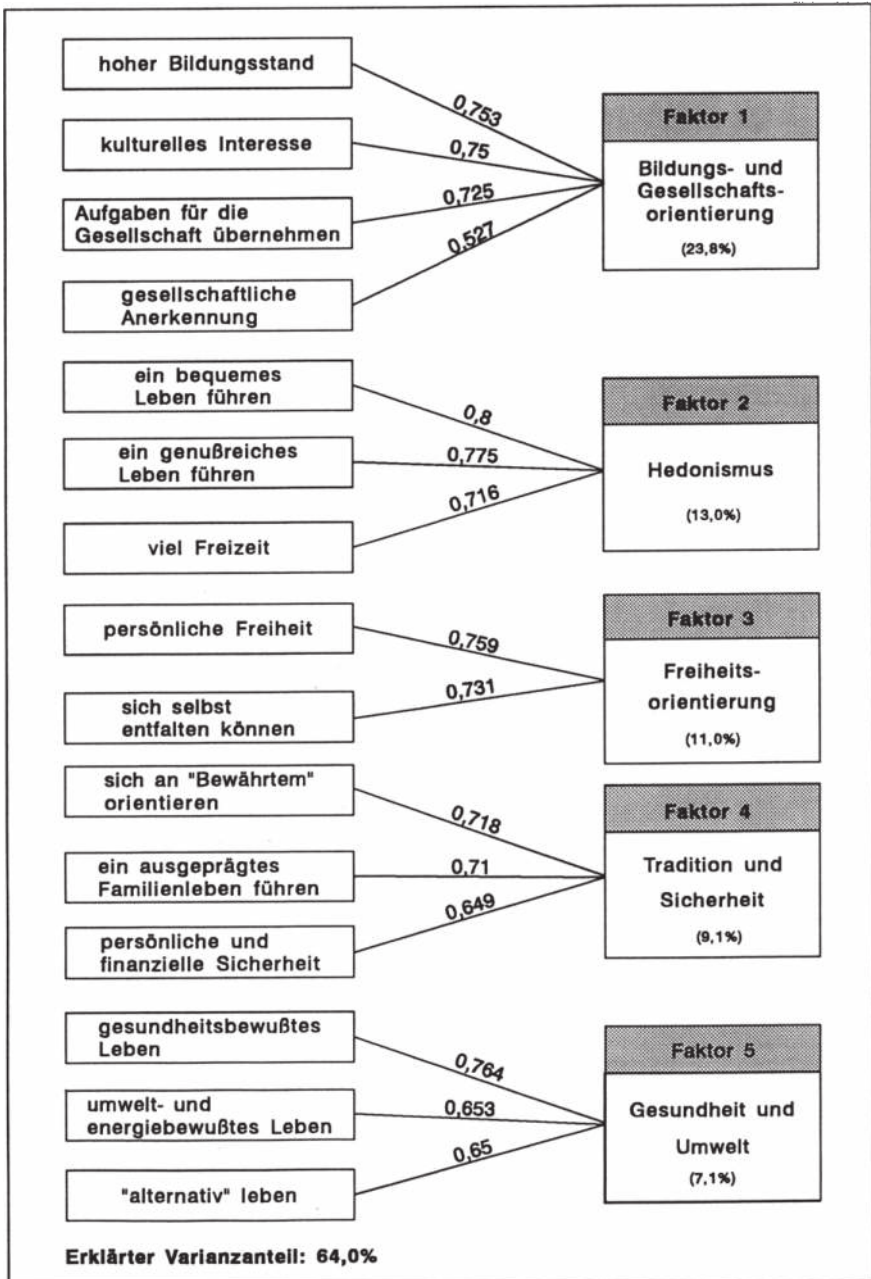 hoher Bildungsstand
0,753
kulturelles Interesse
0,75
Aufgaben für die
Gesellschaft übernehmen
0,725
gesellschaftliche
Anerkennung
0,527
Faktor 1
Bildungs- und
Gesellschafts-
orientierung
(23,8%)
ein bequemes
Leben führen
0,8
ein genußreiches
Leben führen
0,775
viel Freizeit
0,716
Faktor 2
Hedonismus
(13,0%)
persönliche Freiheit
0,759
sich selbst
entfalten können
0,731
Faktor 3
Freiheits-
orientierung
(11,0%)
sich an "Bewährtem"
orientieren
0,718
ein ausgeprägtes
Familienleben führen
0,71
persönliche und
finanzielle Sicherheit
0,649
Faktor 4
Tradition und
Sicherheit
(9,1%)
gesundheitsbewußtes
Leben
0,764
umwelt- und
energiebewußtes Leben
0,653
"alternativ" leben
0,65
Faktor 5
Gesundheit und
Umwelt
(7,1%)
Erklärter Varianzanteil: 64,0%